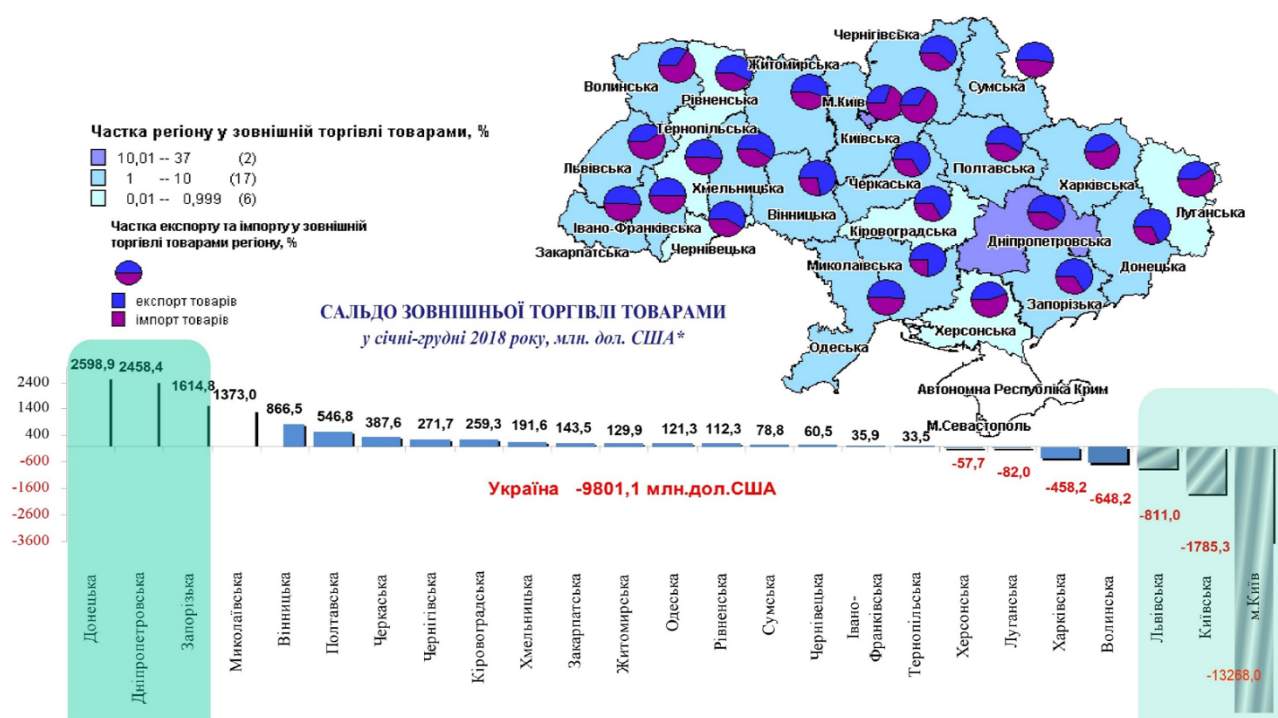 Чернігівська
Житомирська
Волинська
Рівненська
М.Київ
Сумська
Тернопільська
Київська
Львівська
Хмельницька
Черкаська
Полтавська
Харківська
Вінницька
Луганська
Івано-Франківська
Кіровоградська
Дніпропетровська
Закарпатська
Чернівецька
Миколаївська
Донецька
Запорізька
Херсонська
Одеська
Автономна Республіка Крим
М.Севастополь
Частка регіону у зовнішній торгівлі товарами, %
10,01 -- 37 (2)
1 -- 10 (17)
0,01 -- 0,999 (6)
Частка експорту та імпорту у зовнішній
торгівлі товарами регіону, %
експорт товарів
імпорт товарів
САЛЬДО ЗОВНІШНЬОЇ ТОРГІВЛІ ТОВАРАМИ
у січні-грудні 2018 року, млн. дол. США*
2400
1400
400
-600
-1600
-2600
-3600
2598,9 2458,4 1614,8 1373,0 866,5 546,8 387,6 271,7 259,3 191,6 143,5 129,9 121,3 112,3 78,8 60,5 35,9 33,5
-57,7 -82,0 -458,2 -648,2 -811,0 -1785,3
-13268,0
Україна -9801,1 млн.дол.США
Донецька
Дніпропетровська
Запорізька
Миколаївська
Вінницька
Полтавська
Черкаська
Чернігівська
Кіровоградська
Хмельницька
Закарпатська
Житомирська
Одеська
Рівненська
Сумська
Чернівецька
Івано-
Франківська
Тернопільська
Херсонська
Луганська
Харківська
Волинська
Львівська
Київська
м.Київ